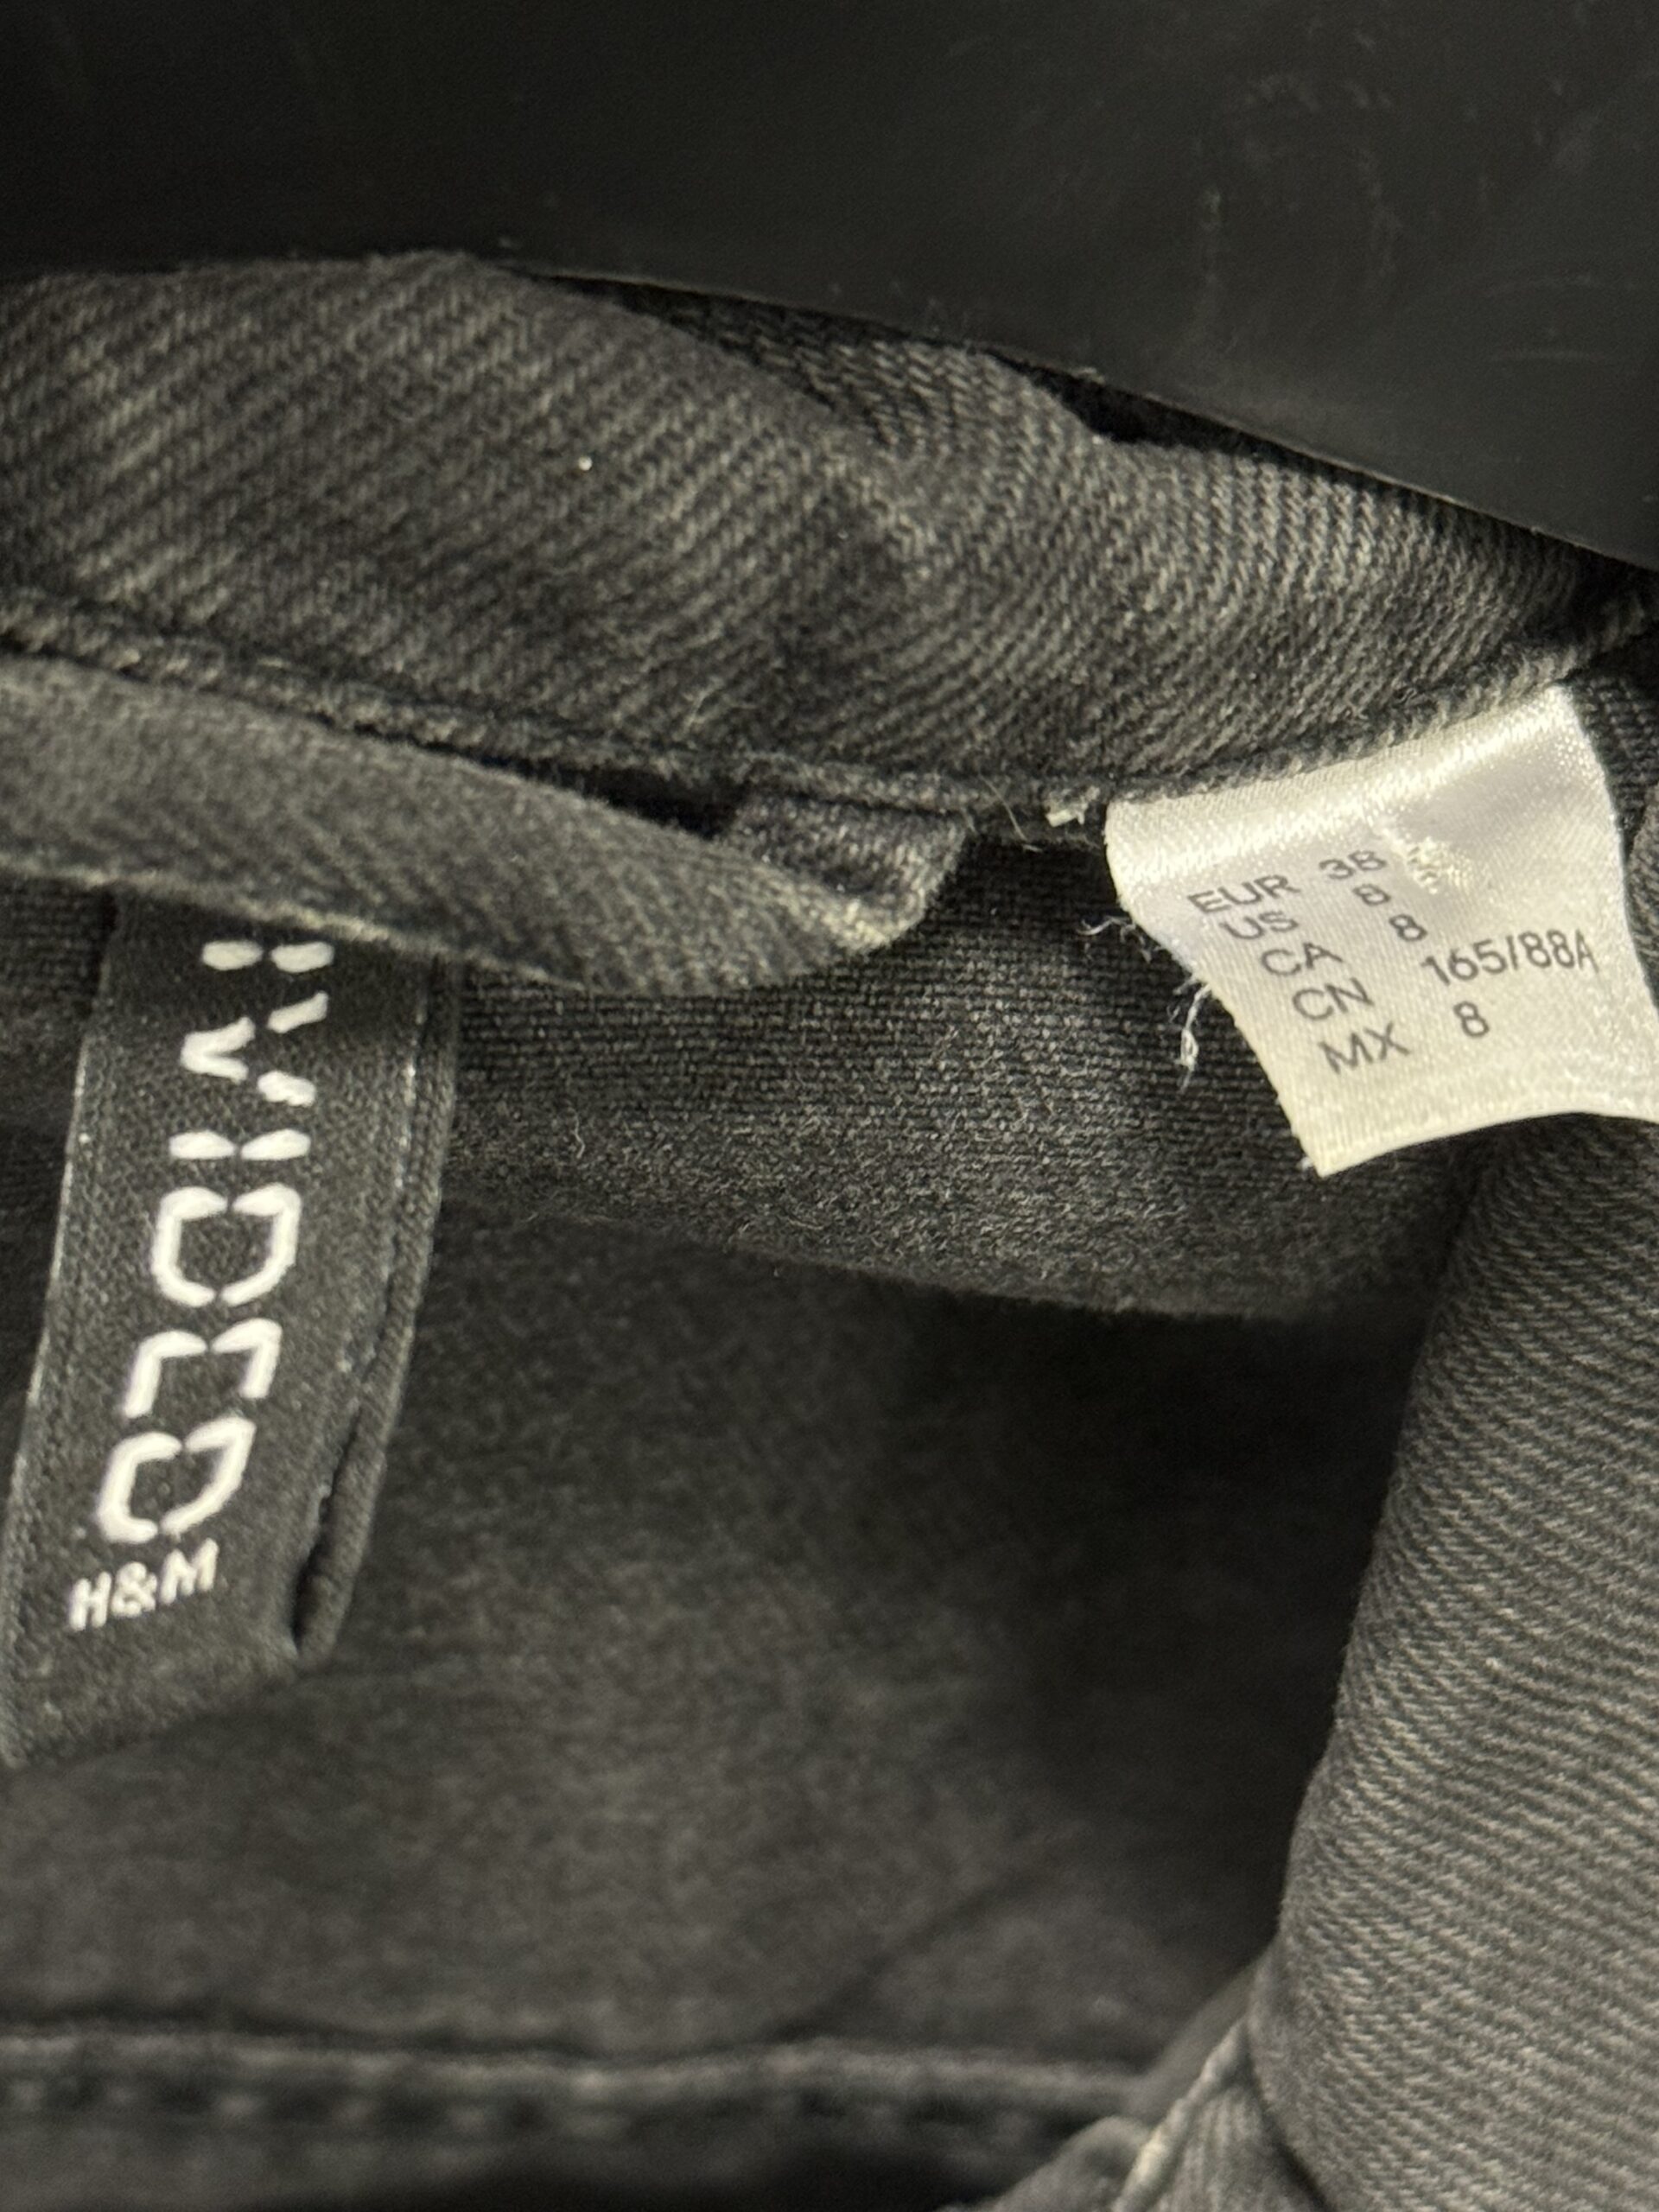 DIVIDED
H&M
EUR 38
US 8
CA 8
CN 165/88A
MX 8